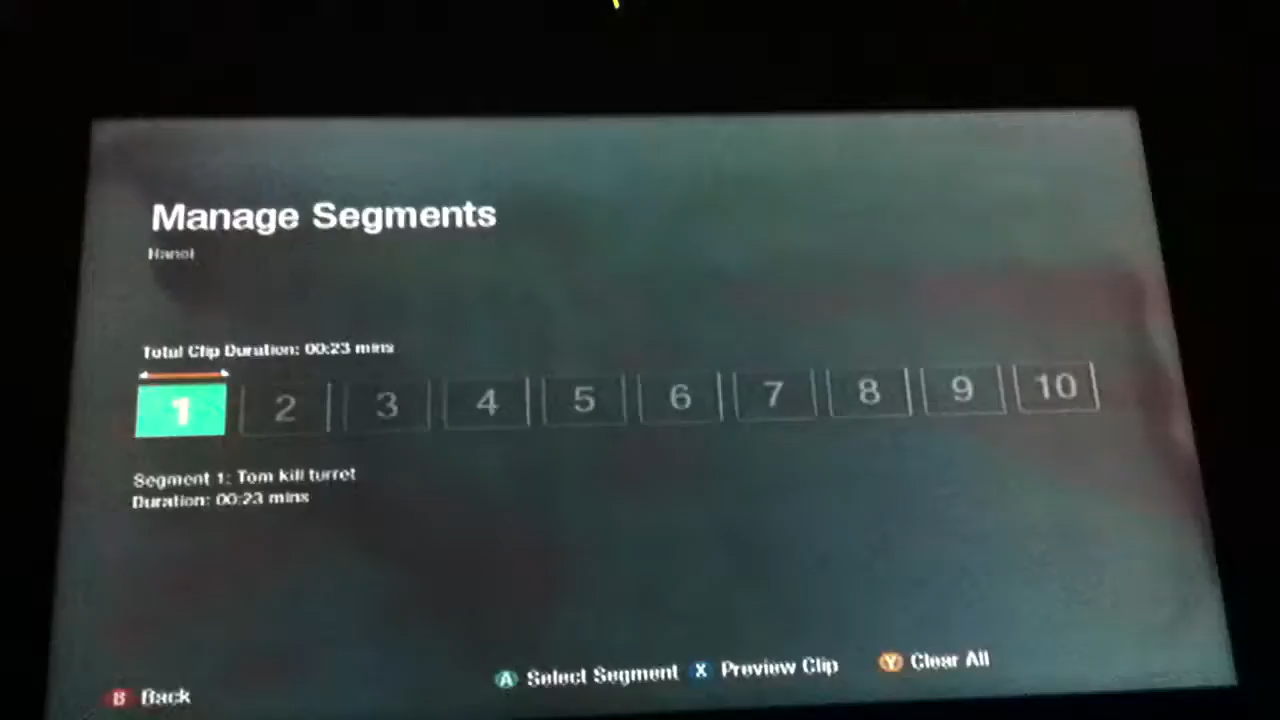 Manage Segments
Hanoi
Total Clip Duration: 00:23 mins
1 2 3 4 5 6 7 8 9 10
Segment 1: Tom kill turret
Duration: 00:23 mins
A Select Segment X Preview Clip Y Clear All
B Back